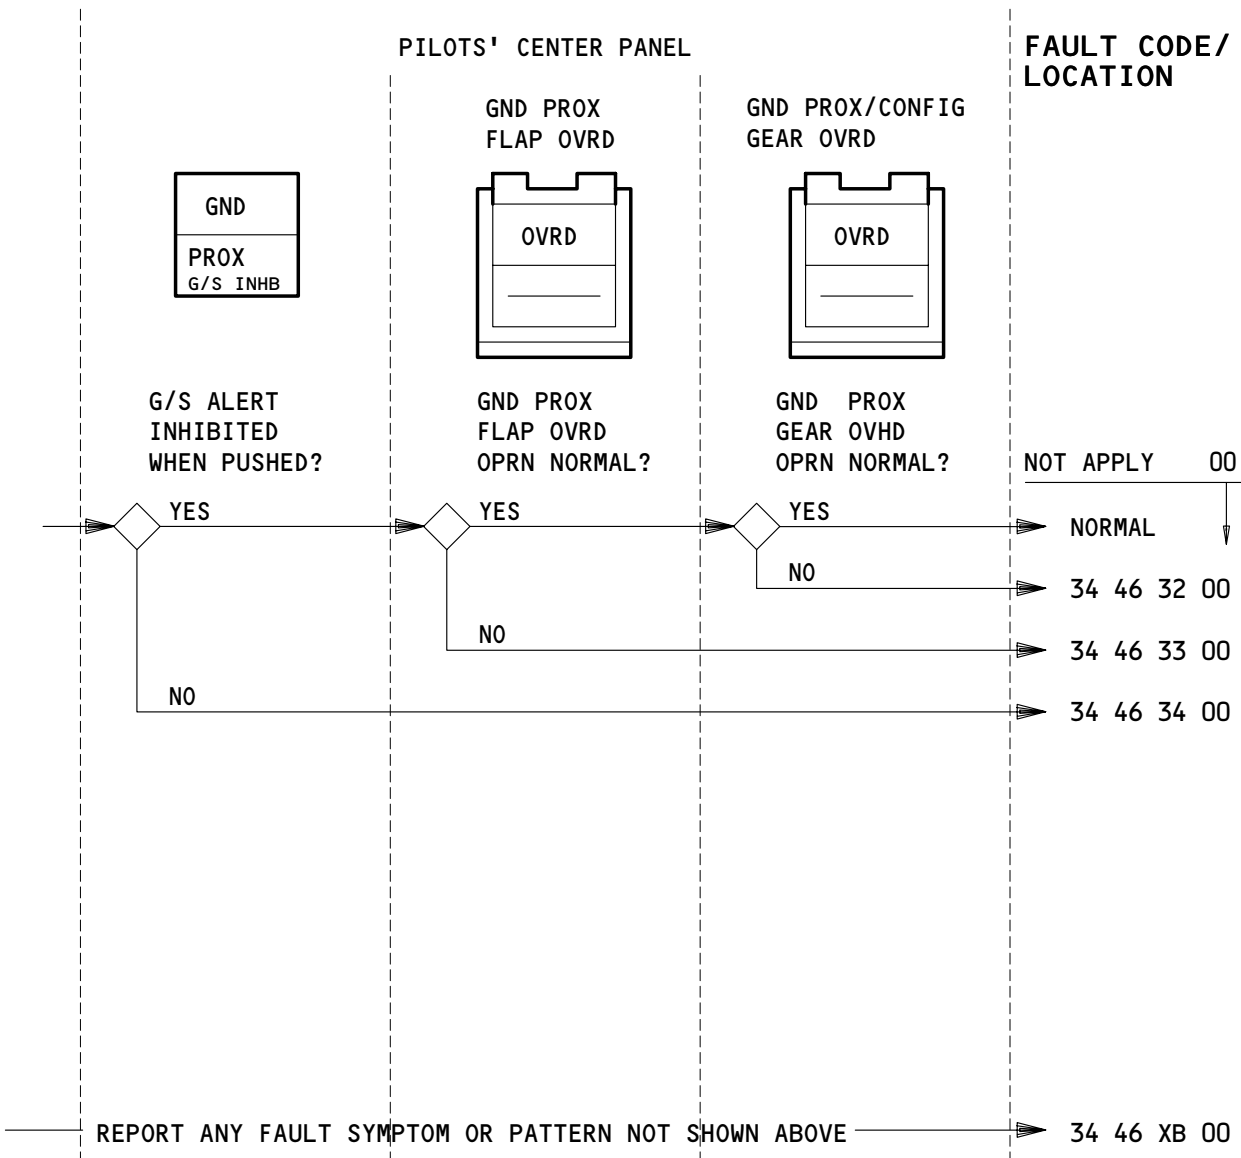 PILOTS' CENTER PANEL
FAULT CODE/
LOCATION
GND PROX
FLAP OVRD
GND PROX/CONFIG
GEAR OVRD
GND
PROX
G/S INHB
OVRD
OVRD
G/S ALERT
INHIBITED
WHEN PUSHED?
GND PROX
FLAP OVRD
OPRN NORMAL?
GND PROX
GEAR OVHD
OPRN NORMAL?
NOT APPLY 00
YES
YES
YES
NORMAL
NO
34 46 32 00
NO
34 46 33 00
NO
34 46 34 00
REPORT ANY FAULT SYMPTOM OR PATTERN NOT SHOWN ABOVE
34 46 XB 00